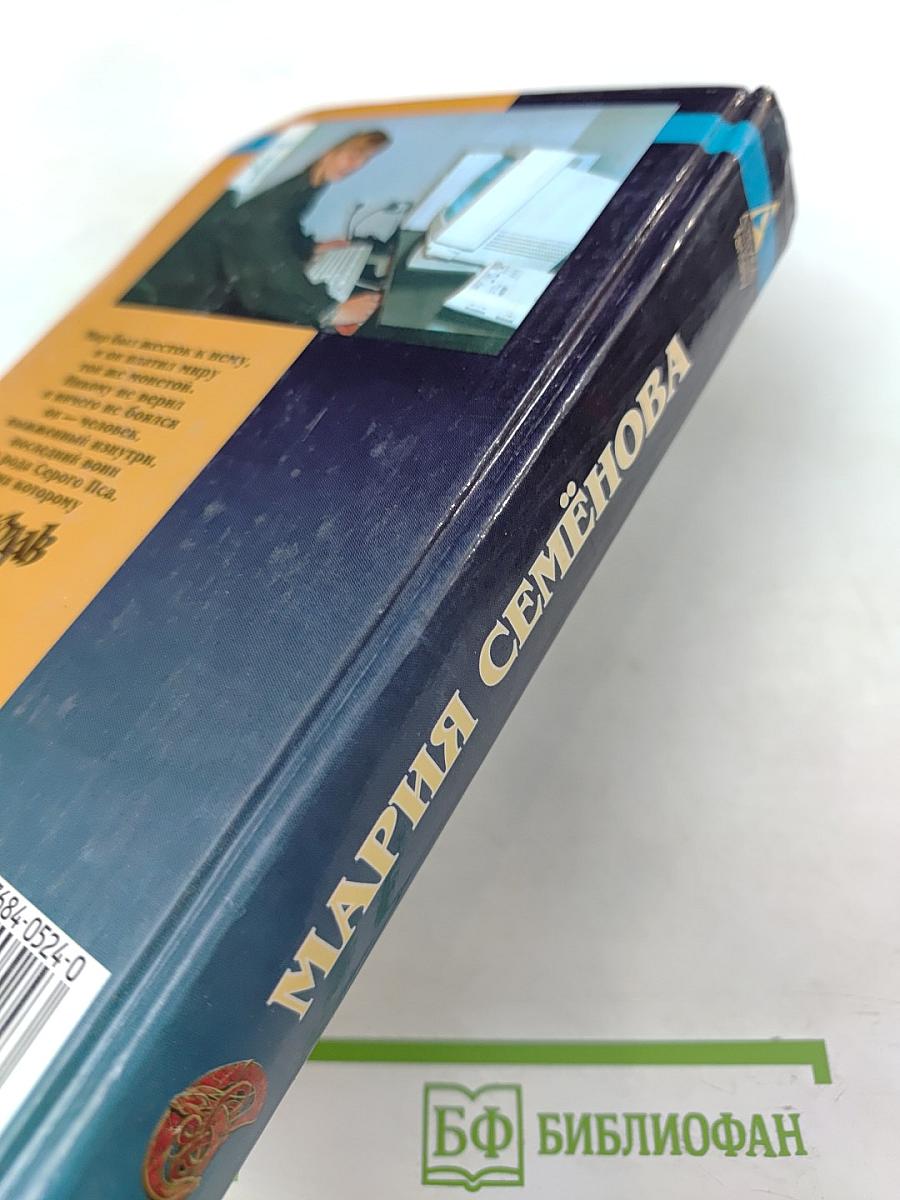 Мир был жесток к нему,
и он платил миру
той же монетой.
Никому не верил
и ничего не боялся
он — человек,
выжженный изнутри,
последний воин
рода Серого Пса,
которому
МАРИЯ СЕМЁНОВА
684-0524-0
БФ БИБЛИОФАН